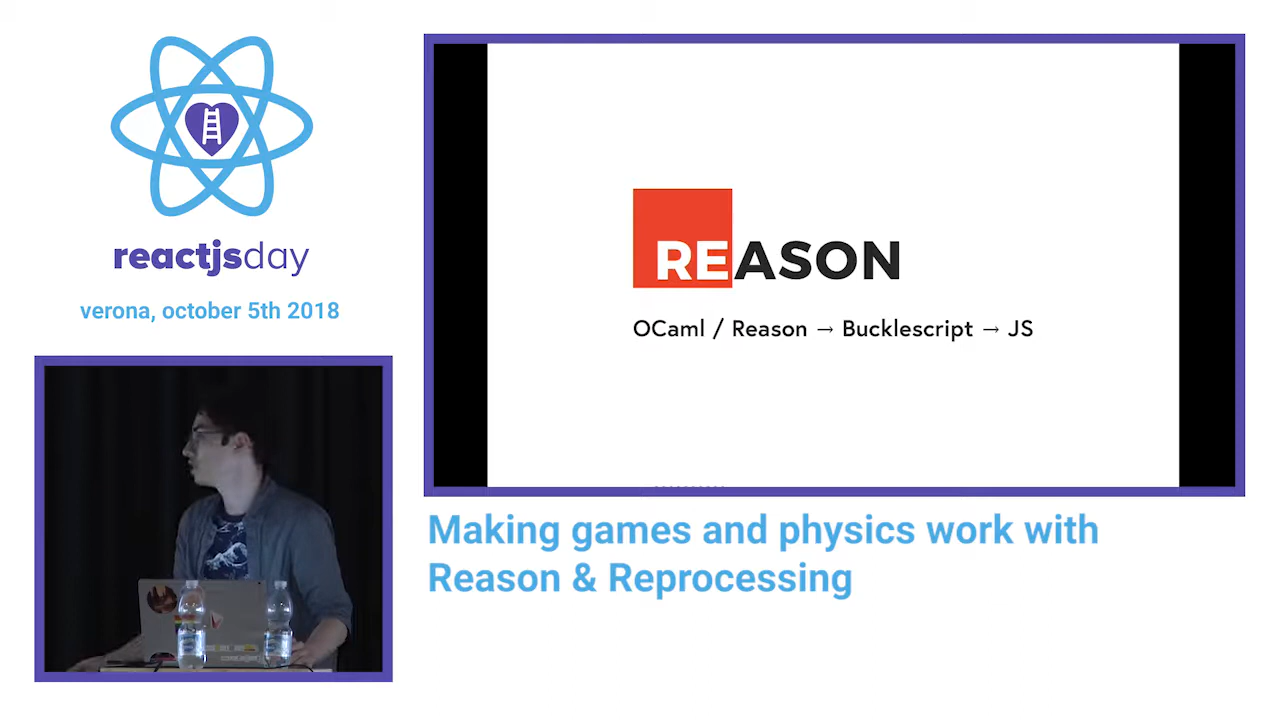 reactjsday
verona, october 5th 2018
REASON
OCaml / Reason → Bucklescript → JS
Making games and physics work with
Reason & Reprocessing